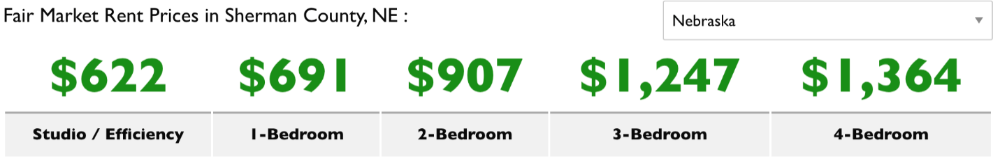 Fair Market Rent Prices in Sherman County, NE :
Nebraska
$622 $691 $907 $1,247 $1,364
Studio / Efficiency 1-Bedroom 2-Bedroom 3-Bedroom 4-Bedroom